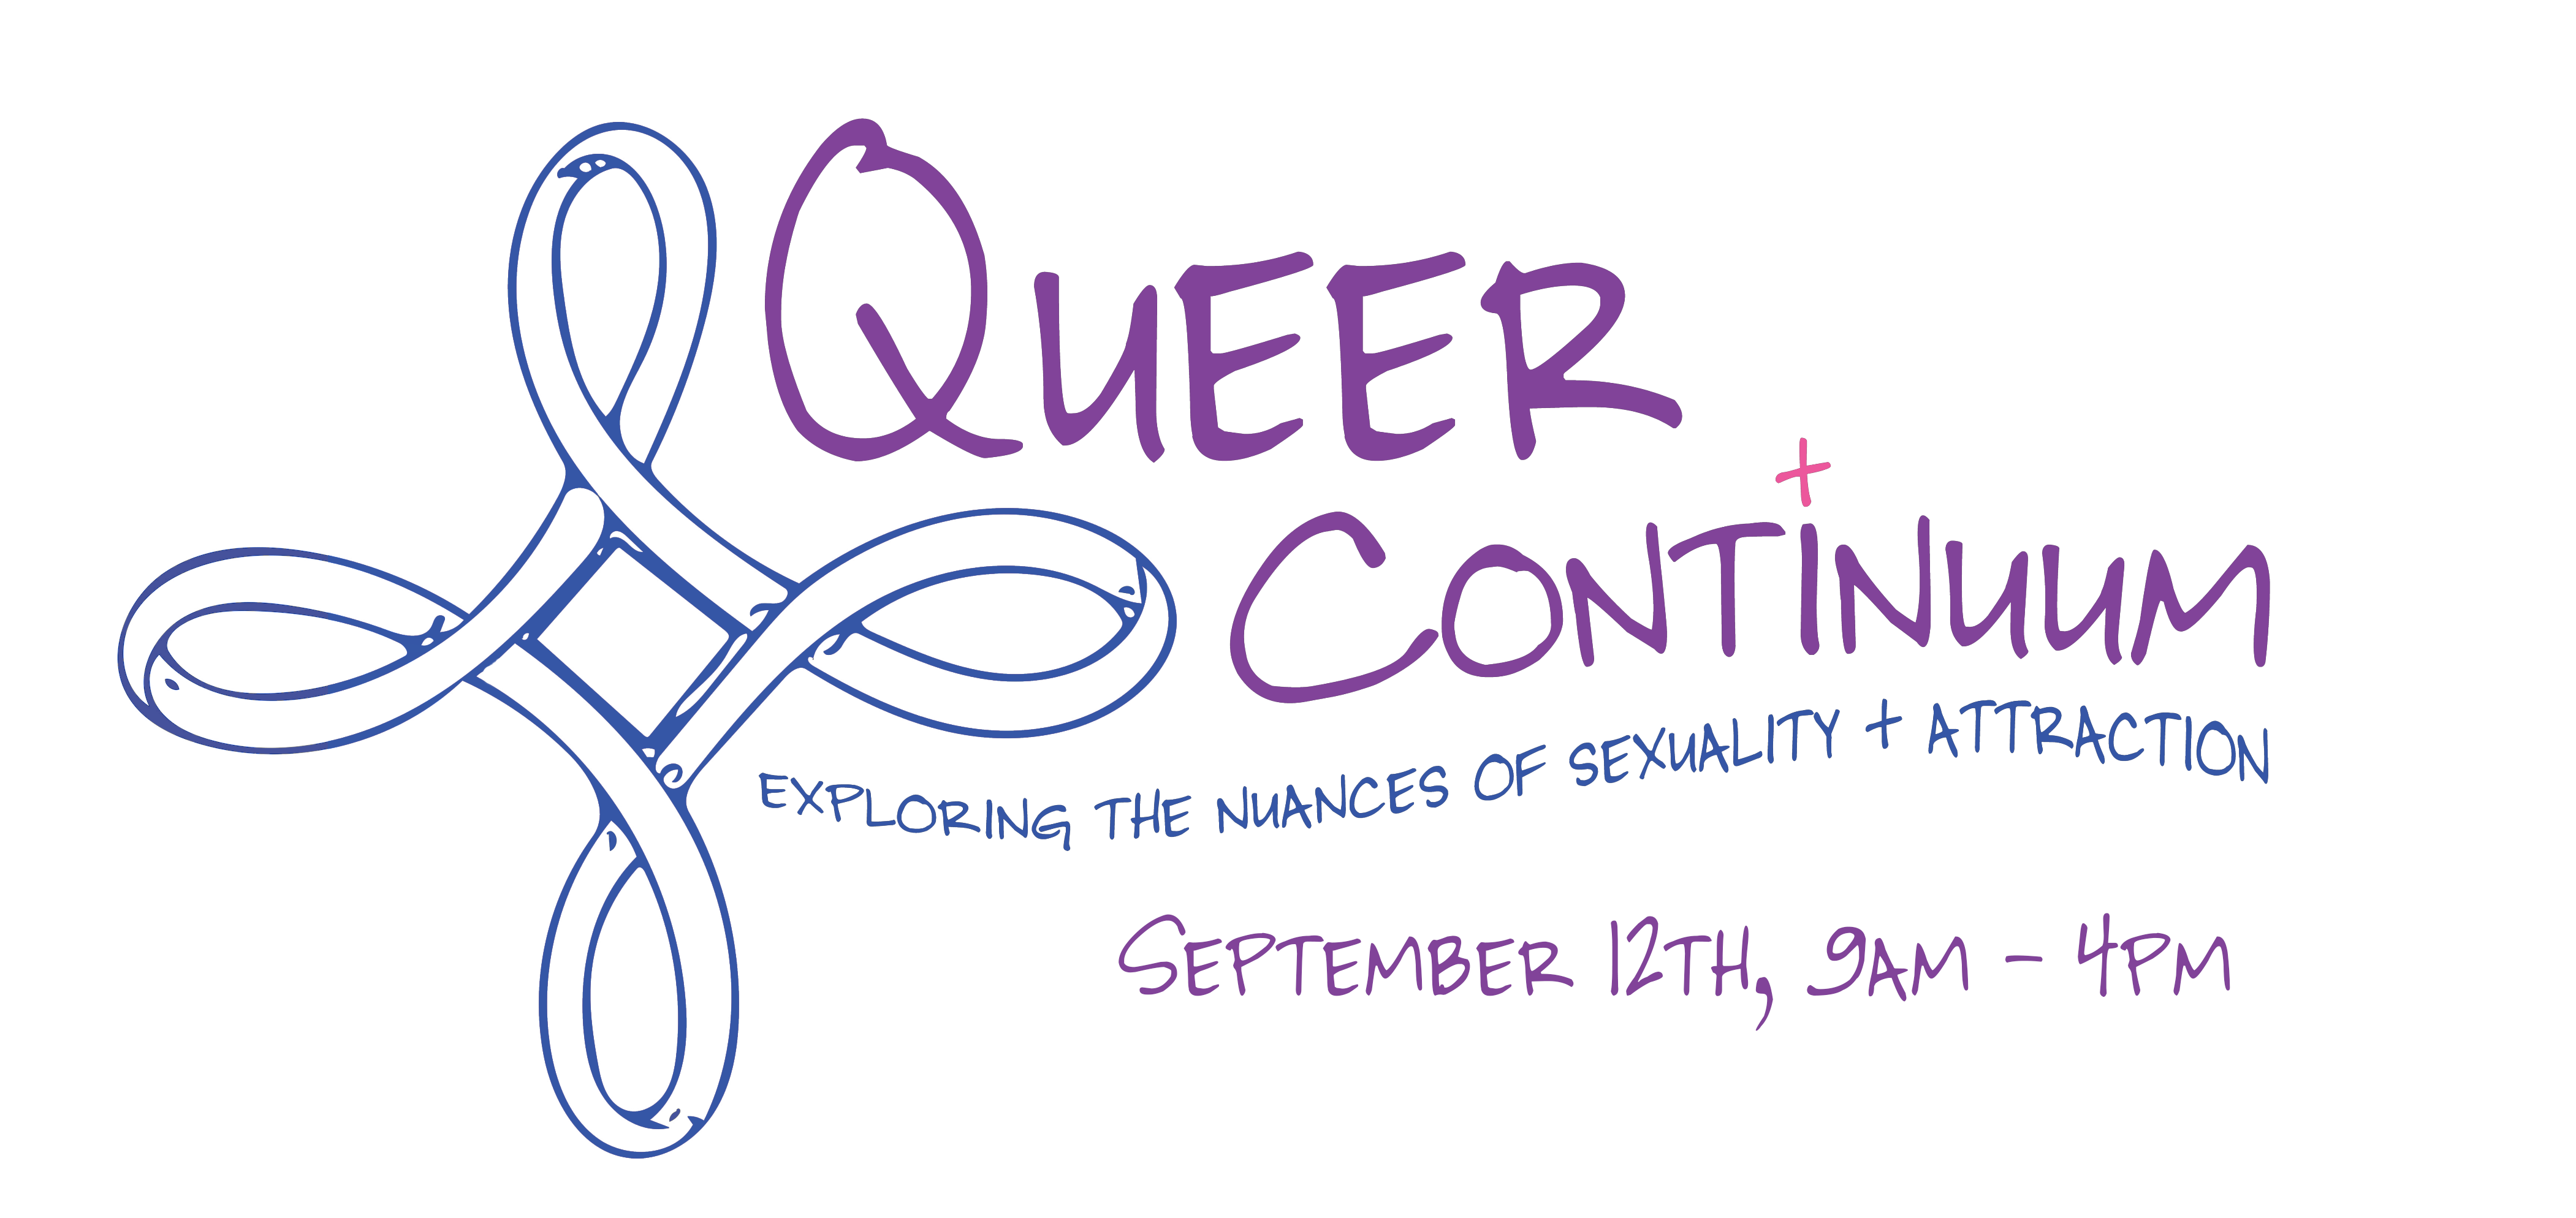 QUEER
CONTINUUM
EXPLORING THE NUANCES OF SEXUALITY + ATTRACTION
SEPTEMBER 12TH, 9AM - 4PM